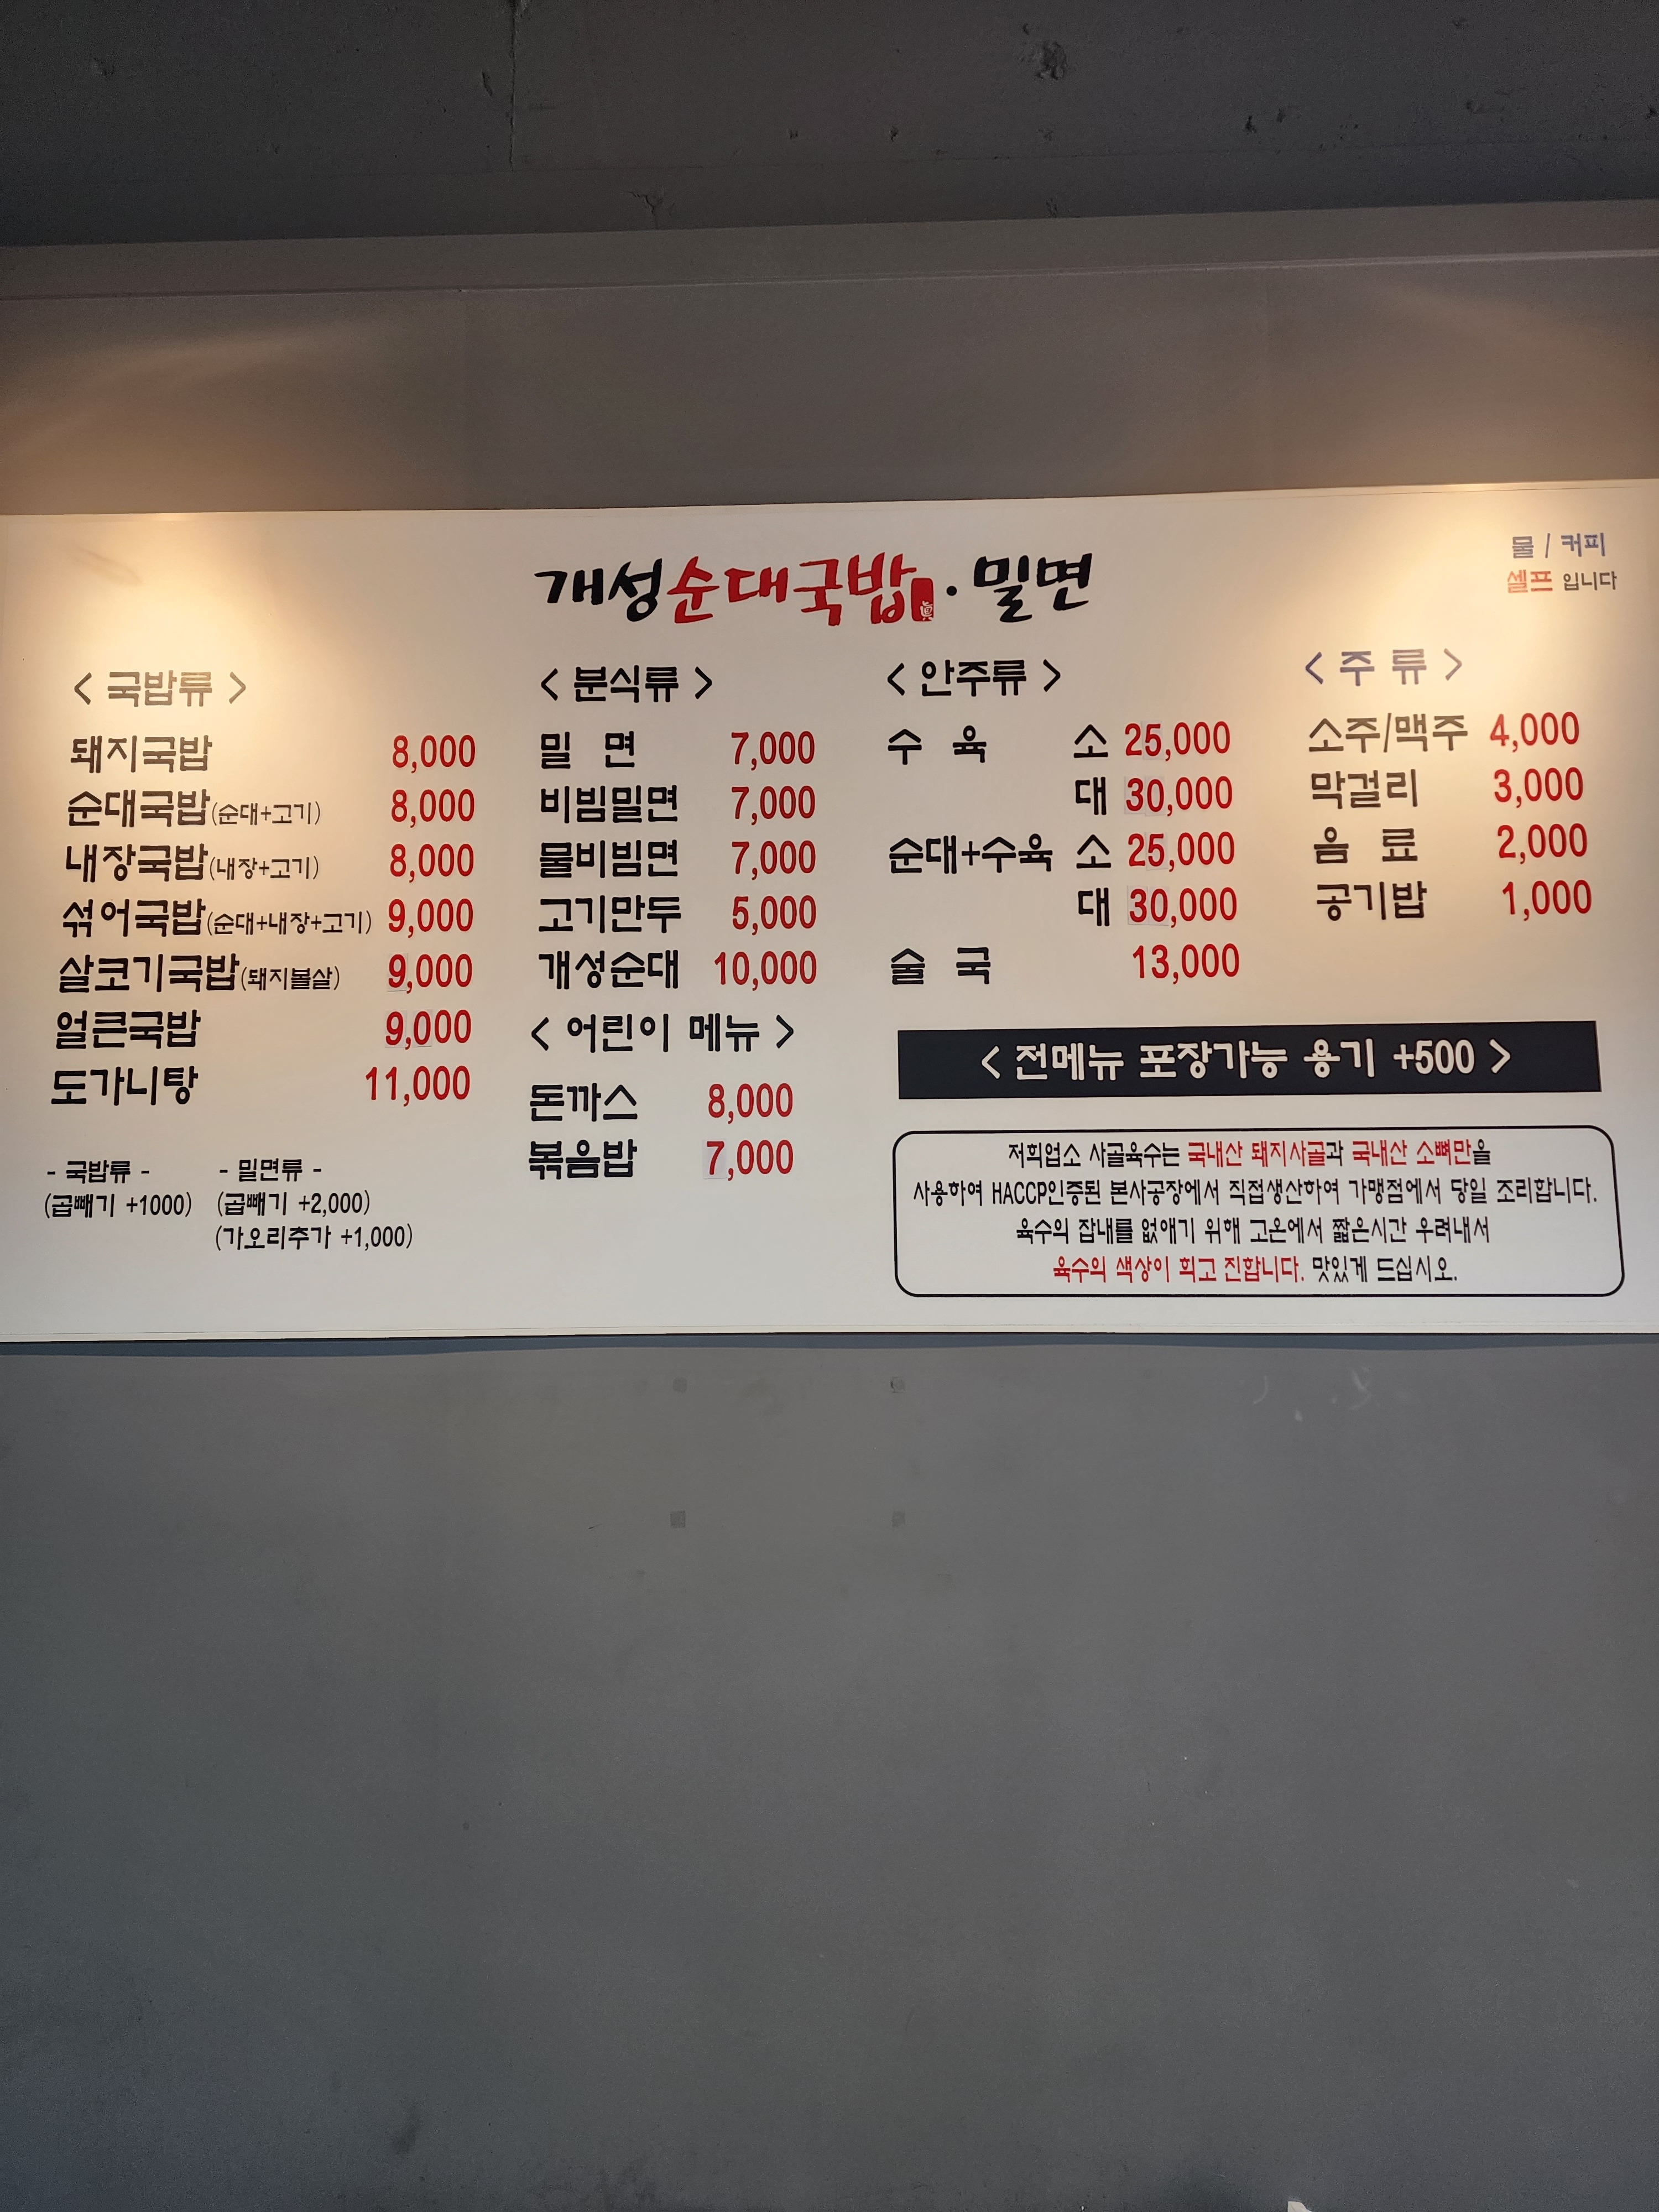 개성순대국밥 眞 · 밀면
물 / 커피
셀프 입니다
< 국밥류 >
돼지국밥 8,000
순대국밥(순대+고기) 8,000
내장국밥(내장+고기) 8,000
섞어국밥(순대+내장+고기) 9,000
살코기국밥(돼지볼살) 9,000
얼큰국밥 9,000
도가니탕 11,000
- 국밥류 -
(곱빼기 +1000)
- 밀면류 -
(곱빼기 +2,000)
(가오리추가 +1,000)
< 분식류 >
밀 면 7,000
비빔밀면 7,000
물비빔면 7,000
고기만두 5,000
개성순대 10,000
< 어린이 메뉴 >
돈까스 8,000
볶음밥 7,000
< 안주류 >
수 육 소 25,000
대 30,000
순대+수육 소 25,000
대 30,000
술 국 13,000
< 주 류 >
소주/맥주 4,000
막걸리 3,000
음 료 2,000
공기밥 1,000
< 전메뉴 포장가능 용기 +500 >
저희업소 사골육수는 국내산 돼지사골과 국내산 소뼈만을
사용하여 HACCP인증된 본사공장에서 직접생산하여 가맹점에서 당일 조리합니다.
육수의 잡내를 없애기 위해 고온에서 짧은시간 우려내서
육수의 색상이 희고 진합니다. 맛있게 드십시오.